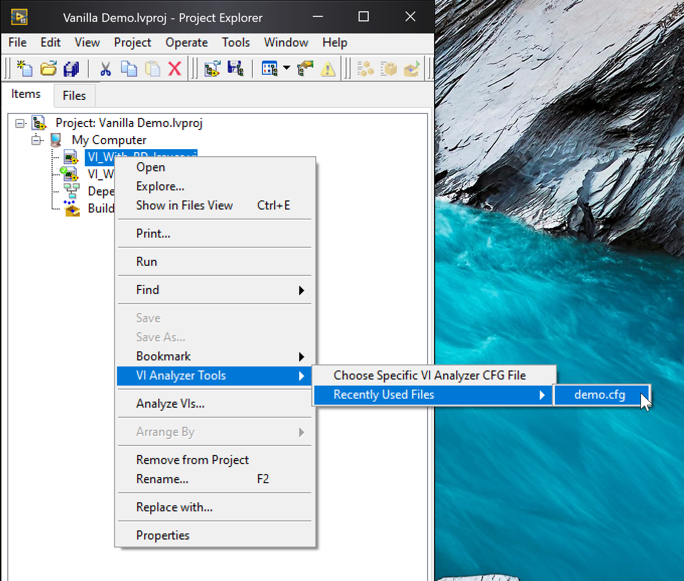 Vanilla Demo.lvproj - Project Explorer
File Edit View Project Operate Tools Window Help
Items Files
Project: Vanilla Demo.lvproj
My Computer
VI_With_BD_Issues.vi
VI_W
Depe
Build
Open
Explore...
Show in Files View Ctrl+E
Print...
Run
Find
Save
Save As...
Bookmark
VI Analyzer Tools
Choose Specific VI Analyzer CFG File
Recently Used Files
demo.cfg
Analyze VIs...
Arrange By
Remove from Project
Rename... F2
Replace with...
Properties